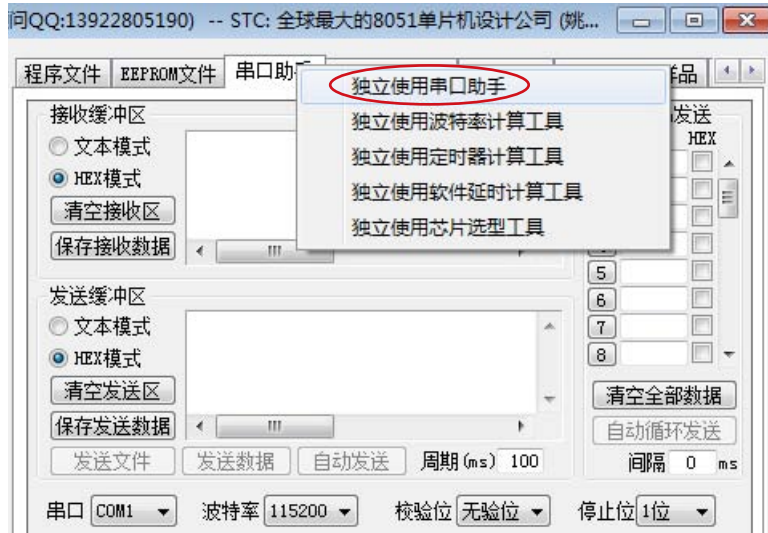 问QQ:13922805190) -- STC: 全球最大的8051单片机设计公司 (姚...
程序文件 EEPROM文件 串口助手 样品
独立使用串口助手
独立使用波特率计算工具
独立使用定时器计算工具
独立使用软件延时计算工具
独立使用芯片选型工具
接收缓冲区
文本模式
HEX模式
清空接收区
保存接收数据
发送
HEX
5
6
7
8
发送缓冲区
文本模式
HEX模式
清空发送区
保存发送数据
清空全部数据
自动循环发送
发送文件 发送数据 自动发送 周期(ms) 100
间隔 0 ms
串口 COM1 波特率 115200 校验位 无验位 停止位 1位